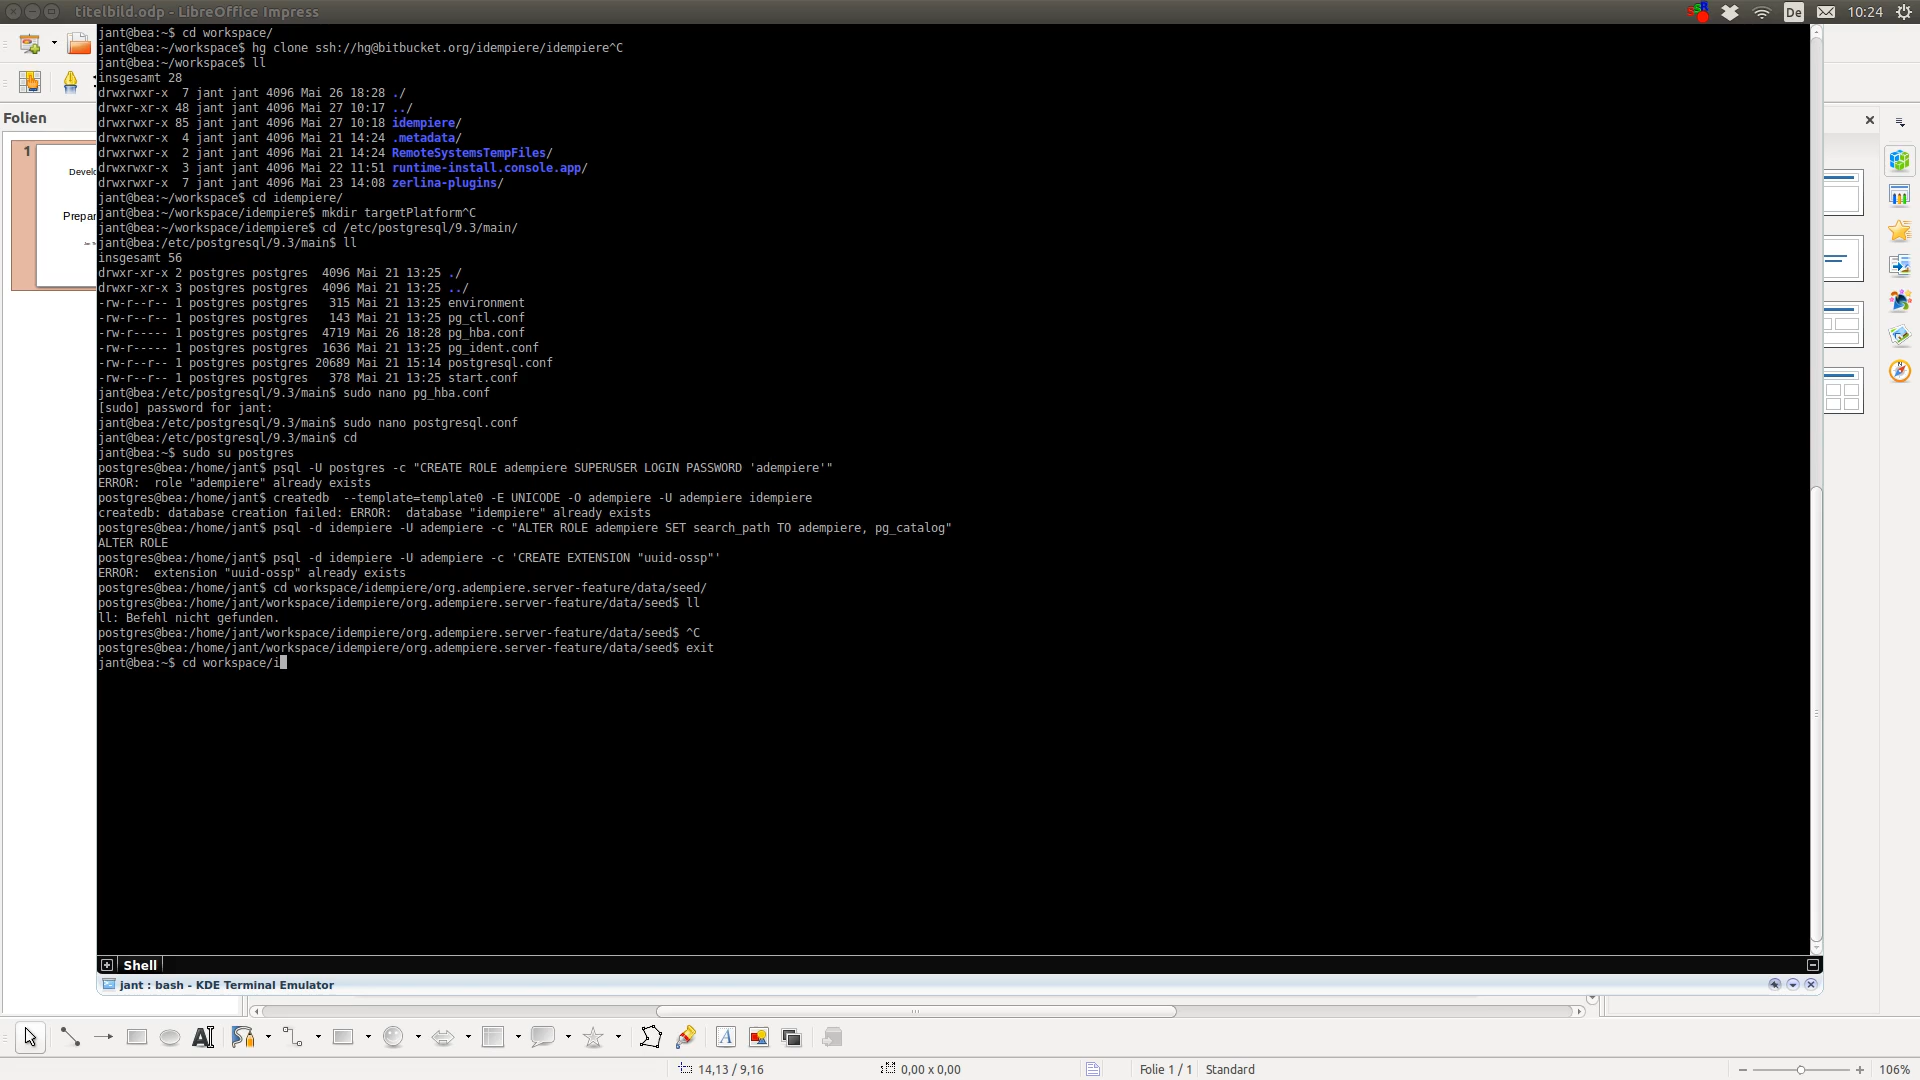 titelbild.odp - LibreOffice Impress
De
10:24
jant@bea:~$ cd workspace/
jant@bea:~/workspace$ hg clone ssh://hg@bitbucket.org/idempiere/idempiere^C
jant@bea:~/workspace$ ll
insgesamt 28
drwxrwxr-x  7 jant jant 4096 Mai 26 18:28 ./
drwxr-xr-x 48 jant jant 4096 Mai 27 10:17 ../
drwxrwxr-x 85 jant jant 4096 Mai 27 10:18 idempiere/
drwxrwxr-x  4 jant jant 4096 Mai 21 14:24 .metadata/
drwxrwxr-x  2 jant jant 4096 Mai 21 14:24 RemoteSystemsTempFiles/
drwxrwxr-x  3 jant jant 4096 Mai 22 11:51 runtime-install.console.app/
drwxrwxr-x  7 jant jant 4096 Mai 23 14:08 zerlina-plugins/
jant@bea:~/workspace$ cd idempiere/
jant@bea:~/workspace/idempiere$ mkdir targetPlatform^C
jant@bea:~/workspace/idempiere$ cd /etc/postgresql/9.3/main/
jant@bea:/etc/postgresql/9.3/main$ ll
insgesamt 56
drwxr-xr-x 2 postgres postgres  4096 Mai 21 13:25 ./
drwxr-xr-x 3 postgres postgres  4096 Mai 21 13:25 ../
-rw-r--r-- 1 postgres postgres   315 Mai 21 13:25 environment
-rw-r--r-- 1 postgres postgres   143 Mai 21 13:25 pg_ctl.conf
-rw-r----- 1 postgres postgres  4719 Mai 26 18:28 pg_hba.conf
-rw-r----- 1 postgres postgres  1636 Mai 21 13:25 pg_ident.conf
-rw-r--r-- 1 postgres postgres 20689 Mai 21 15:14 postgresql.conf
-rw-r--r-- 1 postgres postgres   378 Mai 21 13:25 start.conf
jant@bea:/etc/postgresql/9.3/main$ sudo nano pg_hba.conf
[sudo] password for jant:
jant@bea:/etc/postgresql/9.3/main$ sudo nano postgresql.conf
jant@bea:/etc/postgresql/9.3/main$ cd
jant@bea:~$ sudo su postgres
postgres@bea:/home/jant$ psql -U postgres -c "CREATE ROLE adempiere SUPERUSER LOGIN PASSWORD 'adempiere'"
ERROR:  role "adempiere" already exists
postgres@bea:/home/jant$ createdb  --template=template0 -E UNICODE -O adempiere -U adempiere idempiere
createdb: database creation failed: ERROR:  database "idempiere" already exists
postgres@bea:/home/jant$ psql -d idempiere -U adempiere -c "ALTER ROLE adempiere SET search_path TO adempiere, pg_catalog"
ALTER ROLE
postgres@bea:/home/jant$ psql -d idempiere -U adempiere -c 'CREATE EXTENSION "uuid-ossp"'
ERROR:  extension "uuid-ossp" already exists
postgres@bea:/home/jant$ cd workspace/idempiere/org.adempiere.server-feature/data/seed/
postgres@bea:/home/jant/workspace/idempiere/org.adempiere.server-feature/data/seed$ ll
ll: Befehl nicht gefunden.
postgres@bea:/home/jant/workspace/idempiere/org.adempiere.server-feature/data/seed$ ^C
postgres@bea:/home/jant/workspace/idempiere/org.adempiere.server-feature/data/seed$ exit
jant@bea:~$ cd workspace/i
Folien
1
Develo
Prepar
Shell
jant : bash - KDE Terminal Emulator
14,13 / 9,16
0,00 x 0,00
Folie 1 / 1
Standard
106%